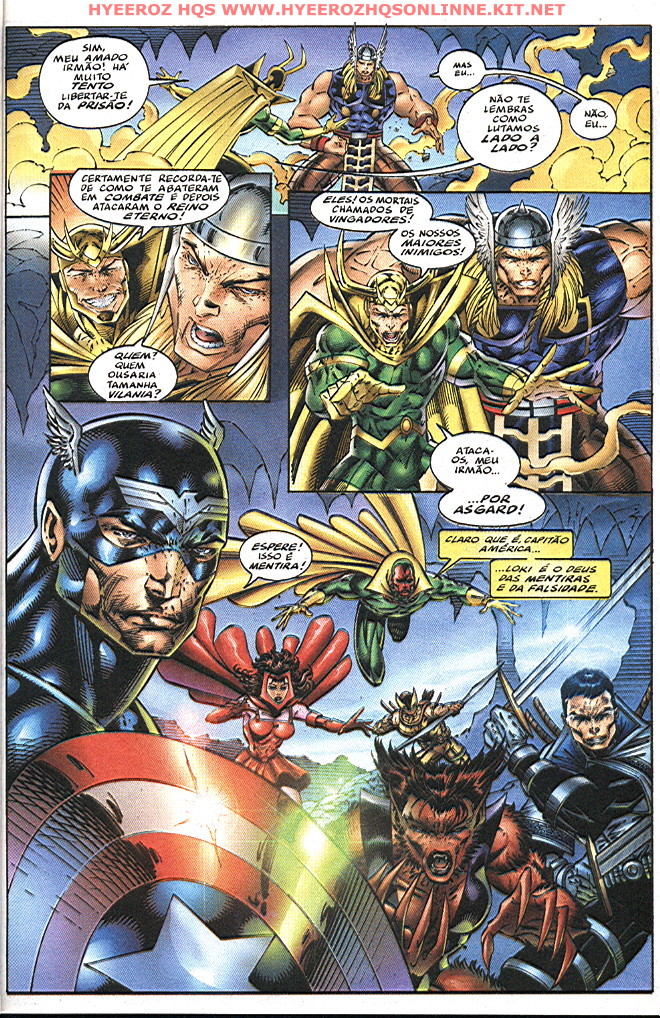 HYEEROZ HQS WWW.HYEEROZHQSONLINNE.KIT.NET
SIM,
MEU AMADO
IRMÃO! HÁ
MUITO
TENTO
LIBERTAR-TE
DA PRISÃO!
MAS
EU...
NÃO TE
LEMBRAS
COMO
LUTAMOS
LADO A
LADO?
NÃO,
EU...
CERTAMENTE RECORDA-TE
DE COMO TE ABATERAM
EM COMBATE E DEPOIS
ATACARAM O REINO
ETERNO!
QUEM?
QUEM
OUSARIA
TAMANHA
VILANIA?
ELES! OS MORTAIS
CHAMADOS DE
VINGADORES!
OS NOSSOS
MAIORES
INIMIGOS!
ATACA-
OS, MEU
IRMÃO...
...POR
ASGARD!
ESPERE!
ISSO É
MENTIRA!
CLARO QUE É, CAPITÃO
AMÉRICA...
...LOKI É O DEUS
DAS MENTIRAS
E DA FALSIDADE.